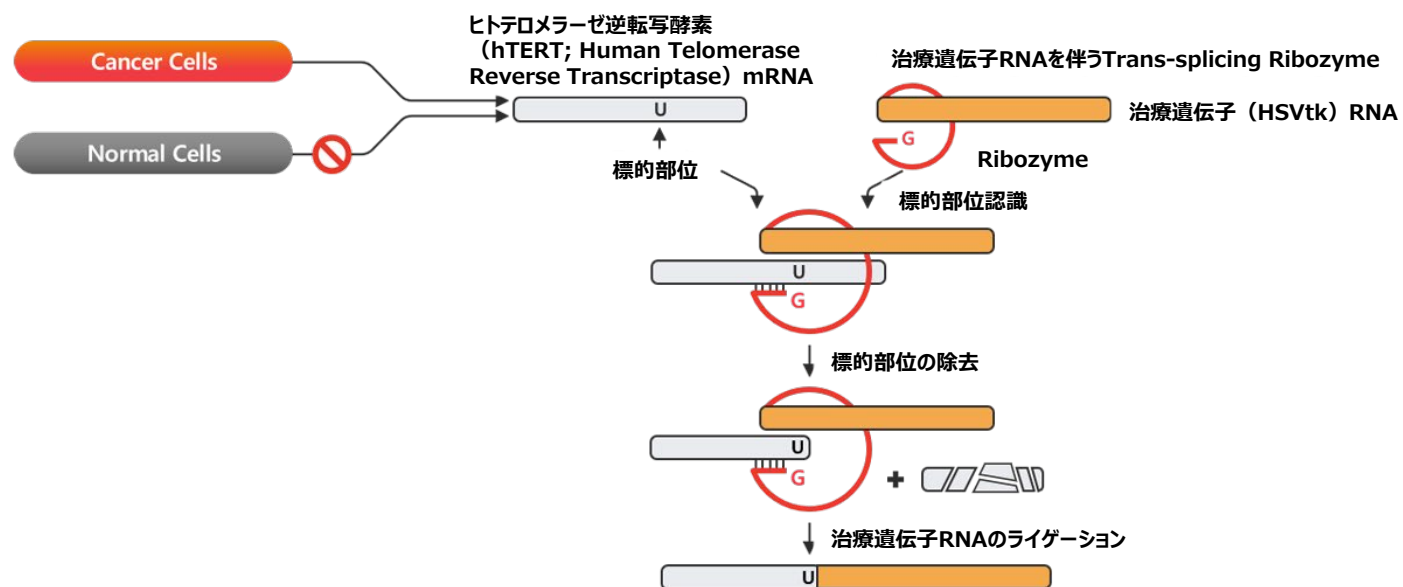 ヒトテロメラーゼ逆転写酵素
（hTERT; Human Telomerase
Reverse Transcriptase）mRNA
治療遺伝子RNAを伴うTrans-splicing Ribozyme
Cancer Cells
U
治療遺伝子（HSVtk）RNA
G
Normal Cells
Ribozyme
標的部位
標的部位認識
U
G
標的部位の除去
U
G
+
治療遺伝子RNAのライゲーション
U